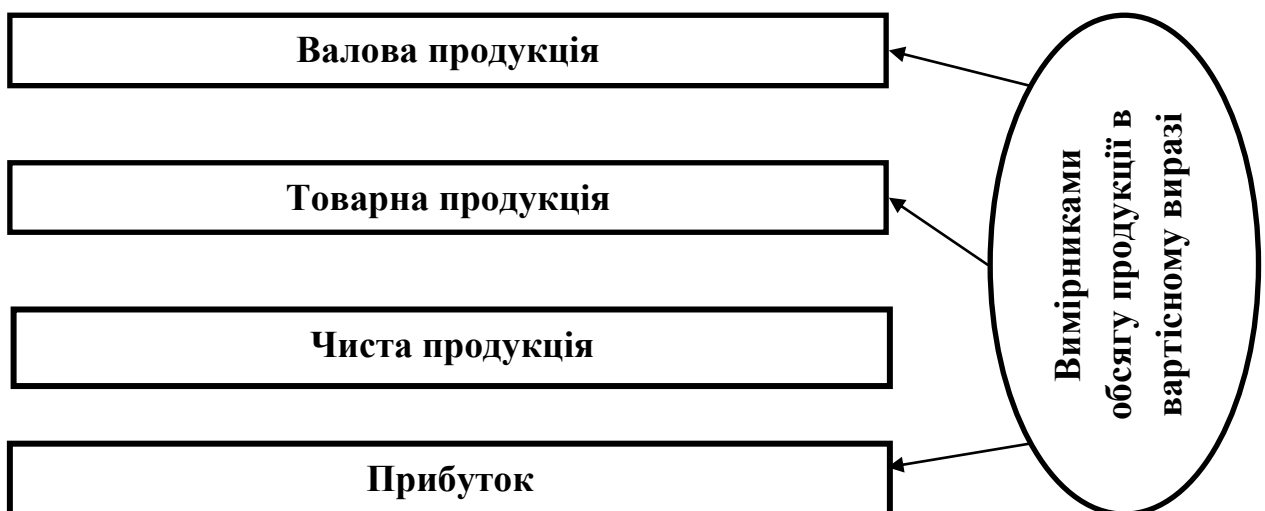 Валова продукція
Товарна продукція
Чиста продукція
Прибуток
Вимірниками
обсягу продукції в
вартісному виразі